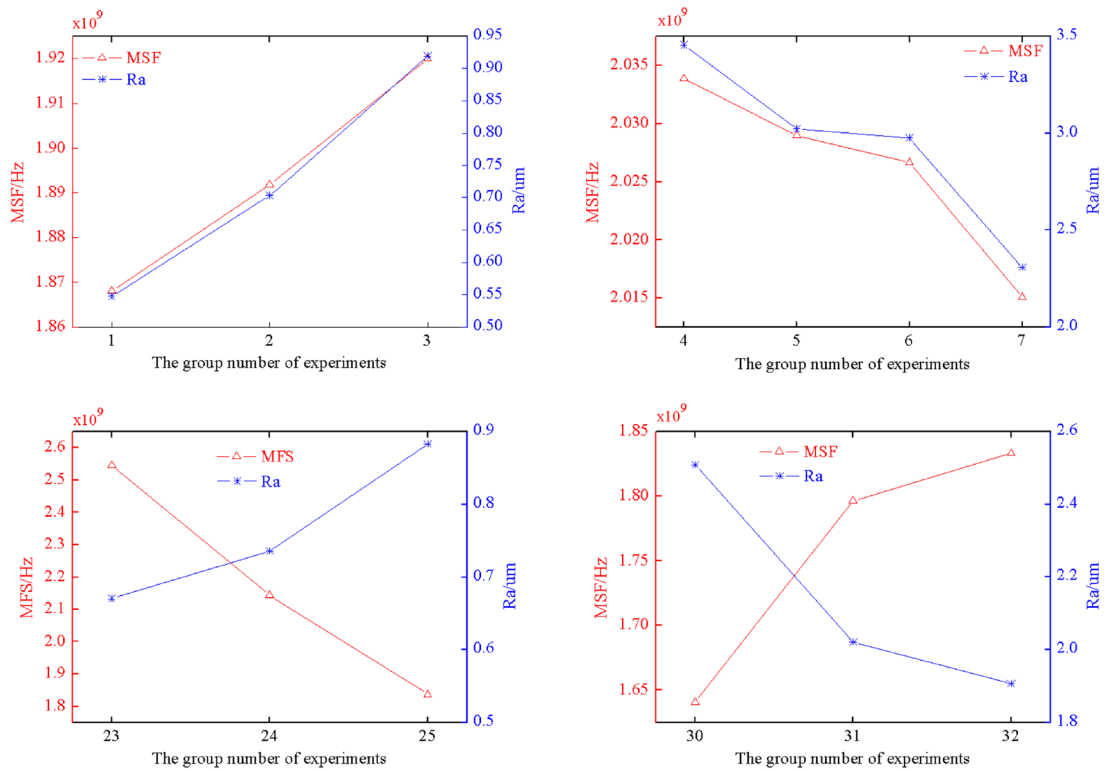 x10^9
MSF
Ra
1.92
1.91
1.90
1.89
1.88
1.87
1.86
MSF/Hz
0.95
0.90
0.85
0.80
0.75
0.70
0.65
0.60
0.55
0.50
Ra/um
1 2 3
The group number of experiments
x10^9
MSF
Ra
2.035
2.030
2.025
2.020
2.015
MSF/Hz
3.5
3.0
2.5
2.0
Ra/um
4 5 6 7
The group number of experiments
x10^9
MFS
Ra
2.6
2.5
2.4
2.3
2.2
2.1
2.0
1.9
1.8
MFS/Hz
0.9
0.8
0.7
0.6
0.5
Ra/um
23 24 25
The group number of experiments
x10^9
MSF
Ra
1.85
1.80
1.75
1.70
1.65
MSF/Hz
2.6
2.4
2.2
2.0
1.8
Ra/um
30 31 32
The group number of experiments